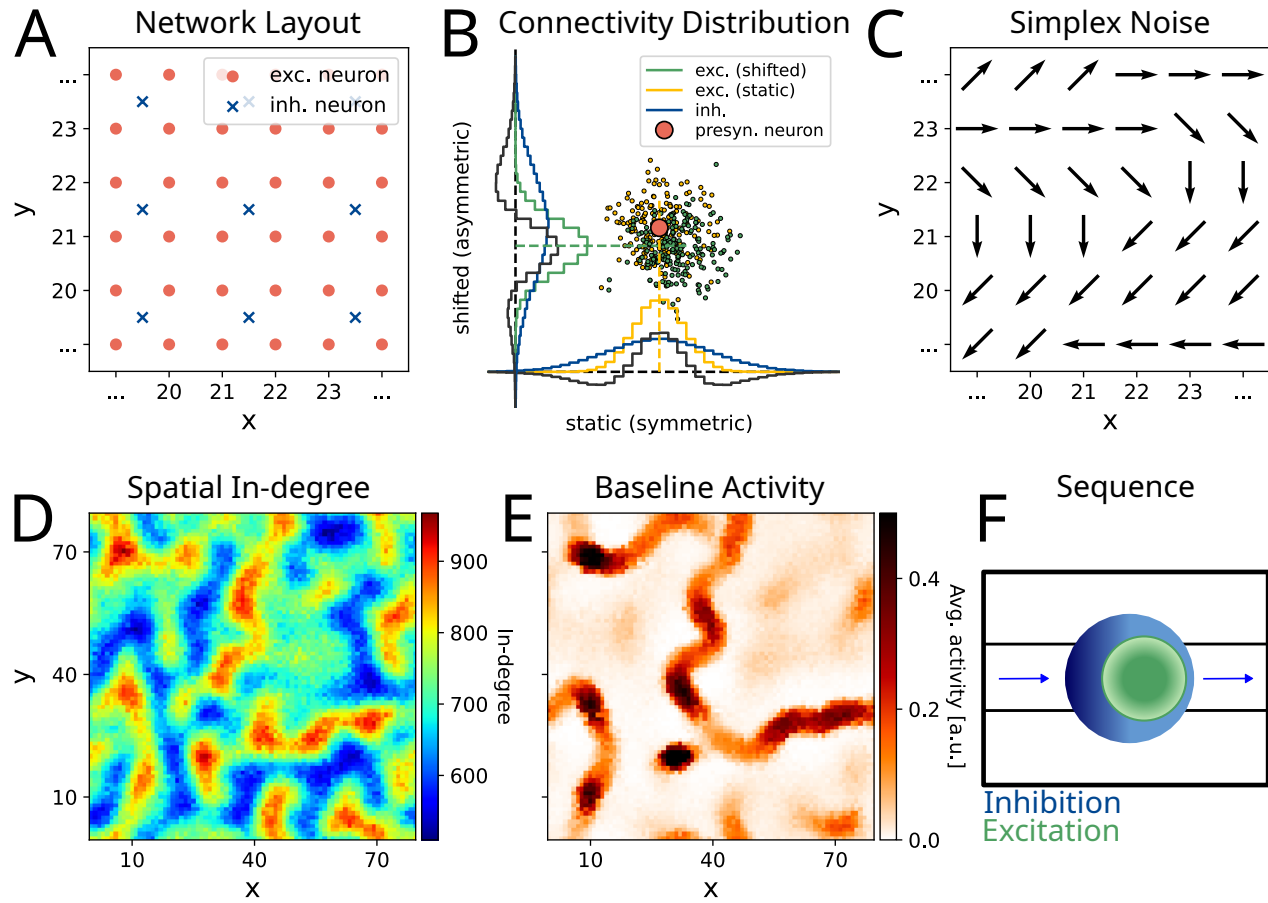 A
Network Layout
exc. neuron
inh. neuron
y
...
23
22
21
20
...
... 20 21 22 23 ...
x
B
Connectivity Distribution
exc. (shifted)
exc. (static)
inh.
presyn. neuron
shifted (asymmetric)
static (symmetric)
C
Simplex Noise
y
...
23
22
21
20
...
... 20 21 22 23 ...
x
D
Spatial In-degree
y
70
40
10
10 40 70
x
900
800
700
600
In-degree
E
Baseline Activity
10 40 70
x
0.4
0.2
0.0
Avg. activity [a.u.]
F
Sequence
Inhibition
Excitation